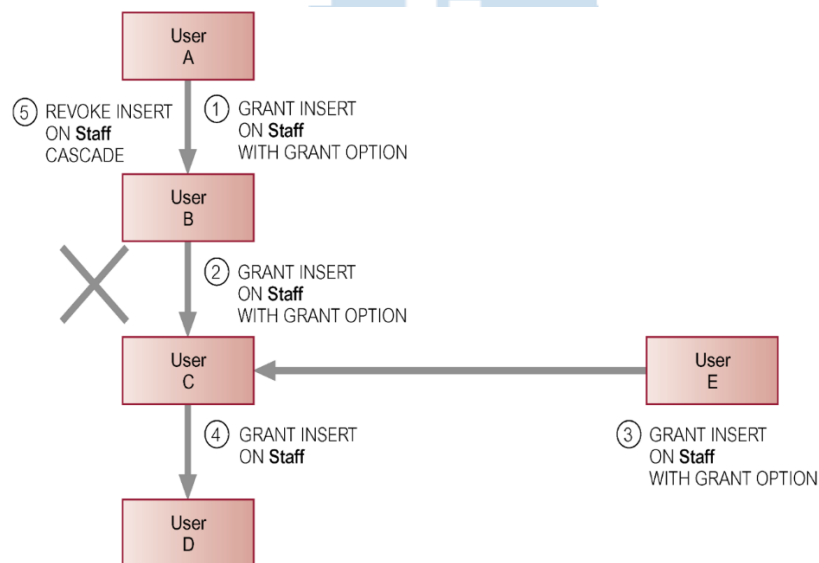 User
A
⑤ REVOKE INSERT
ON Staff
CASCADE
① GRANT INSERT
ON Staff
WITH GRANT OPTION
User
B
② GRANT INSERT
ON Staff
WITH GRANT OPTION
User
C
User
E
④ GRANT INSERT
ON Staff
③ GRANT INSERT
ON Staff
WITH GRANT OPTION
User
D